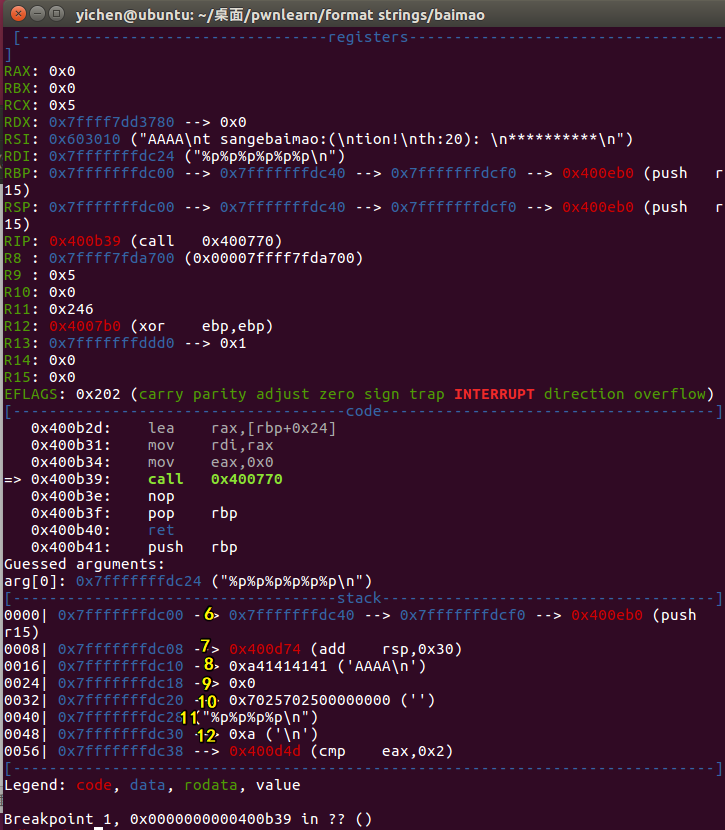 yichen@ubuntu: ~/桌面/pwnlearn/format strings/baimao
[----------------------------------registers-----------------------------------
]
RAX: 0x0
RBX: 0x0
RCX: 0x5
RDX: 0x7ffff7dd3780 --> 0x0
RSI: 0x603010 ("AAAA\nt sangebaimao:(\ntion!\nth:20): \n**********\n")
RDI: 0x7fffffffdc24 ("%p%p%p%p%p%p\n")
RBP: 0x7fffffffdc00 --> 0x7fffffffdc40 --> 0x7fffffffdcf0 --> 0x400eb0 (push   r
15)
RSP: 0x7fffffffdc00 --> 0x7fffffffdc40 --> 0x7fffffffdcf0 --> 0x400eb0 (push   r
15)
RIP: 0x400b39 (call   0x400770)
R8 : 0x7ffff7fda700 (0x00007ffff7fda700)
R9 : 0x5
R10: 0x0
R11: 0x246
R12: 0x4007b0 (xor    ebp,ebp)
R13: 0x7fffffffddd0 --> 0x1
R14: 0x0
R15: 0x0
EFLAGS: 0x202 (carry parity adjust zero sign trap INTERRUPT direction overflow)
[-------------------------------------code-------------------------------------]
   0x400b2d:    lea    rax,[rbp+0x24]
   0x400b31:    mov    rdi,rax
   0x400b34:    mov    eax,0x0
=> 0x400b39:    call   0x400770
   0x400b3e:    nop
   0x400b3f:    pop    rbp
   0x400b40:    ret
   0x400b41:    push   rbp
Guessed arguments:
arg[0]: 0x7fffffffdc24 ("%p%p%p%p%p%p\n")
[------------------------------------stack-------------------------------------]
0000| 0x7fffffffdc00 -6> 0x7fffffffdc40 --> 0x7fffffffdcf0 --> 0x400eb0 (push
r15)
0008| 0x7fffffffdc08 -7> 0x400d74 (add    rsp,0x30)
0016| 0x7fffffffdc10 -8> 0xa41414141 ('AAAA\n')
0024| 0x7fffffffdc18 -9> 0x0
0032| 0x7fffffffdc20 10 0x7025702500000000 ('')
0040| 0x7fffffffdc28 11("%p%p%p%p\n")
0048| 0x7fffffffdc30 12 0xa ('\n')
0056| 0x7fffffffdc38 --> 0x400d4d (cmp    eax,0x2)
[------------------------------------------------------------------------------]
Legend: code, data, rodata, value

Breakpoint 1, 0x0000000000400b39 in ?? ()